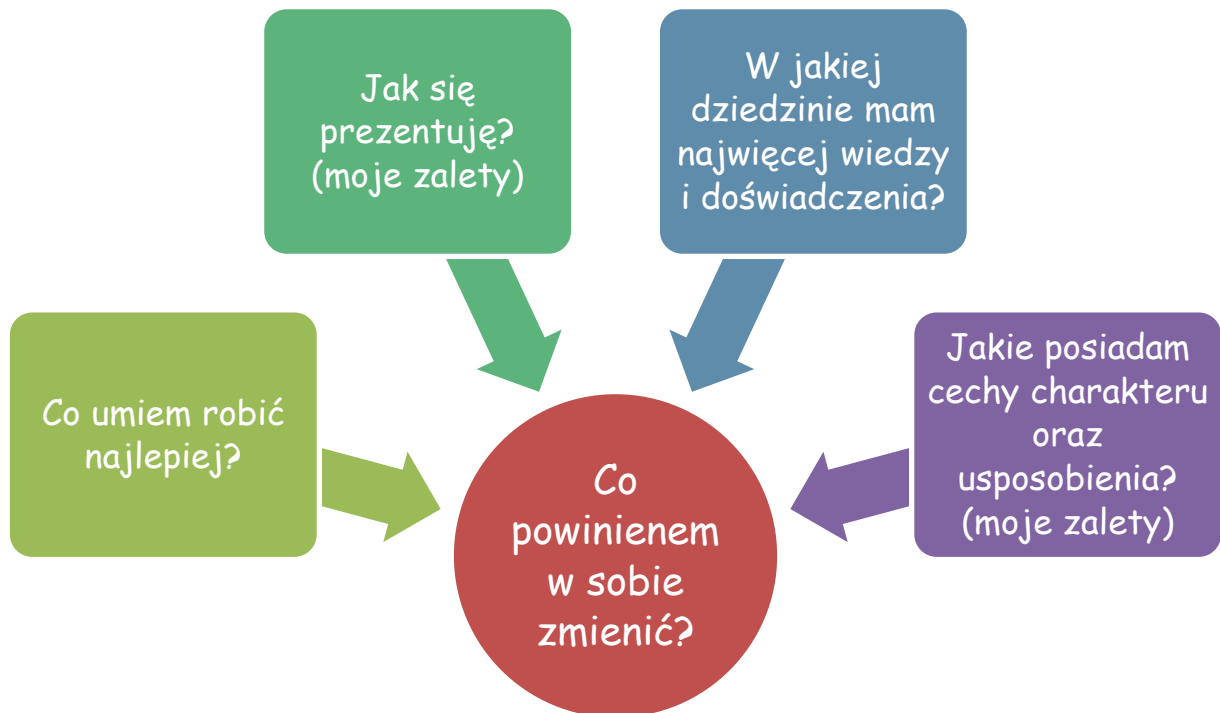 Jak się
prezentuję?
(moje zalety)
W jakiej
dziedzinie mam
najwięcej wiedzy
i doświadczenia?
Co umiem robić
najlepiej?
Jakie posiadam
cechy charakteru
oraz
usposobienia?
(moje zalety)
Co
powinienem
w sobie
zmienić?